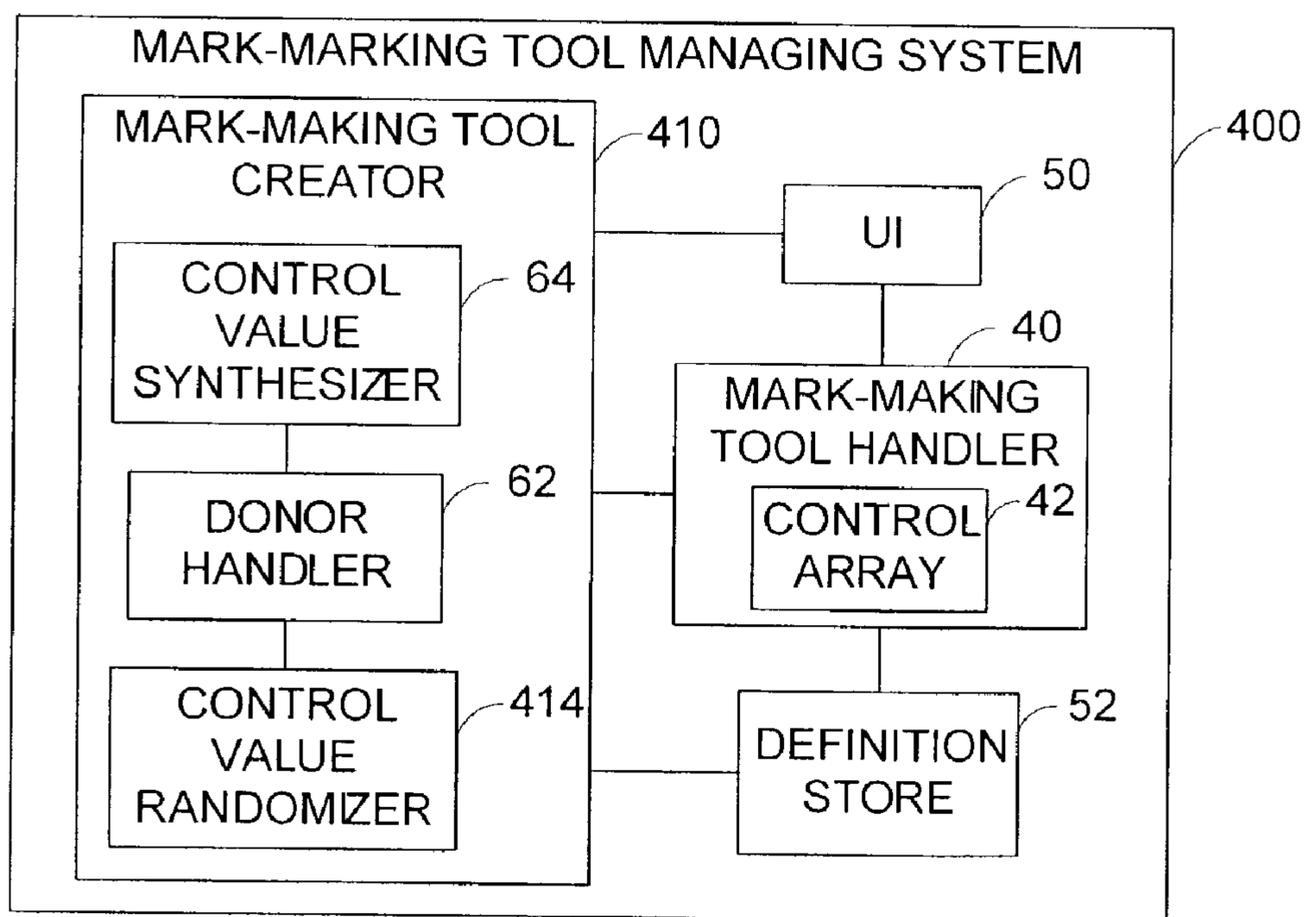 MARK-MARKING TOOL MANAGING SYSTEM
MARK-MAKING TOOL
CREATOR
410
400
CONTROL
VALUE
SYNTHESIZER
64
DONOR
HANDLER
62
CONTROL
VALUE
RANDOMIZER
414
UI
50
40
MARK-MAKING
TOOL HANDLER
CONTROL
ARRAY
42
DEFINITION
STORE
52